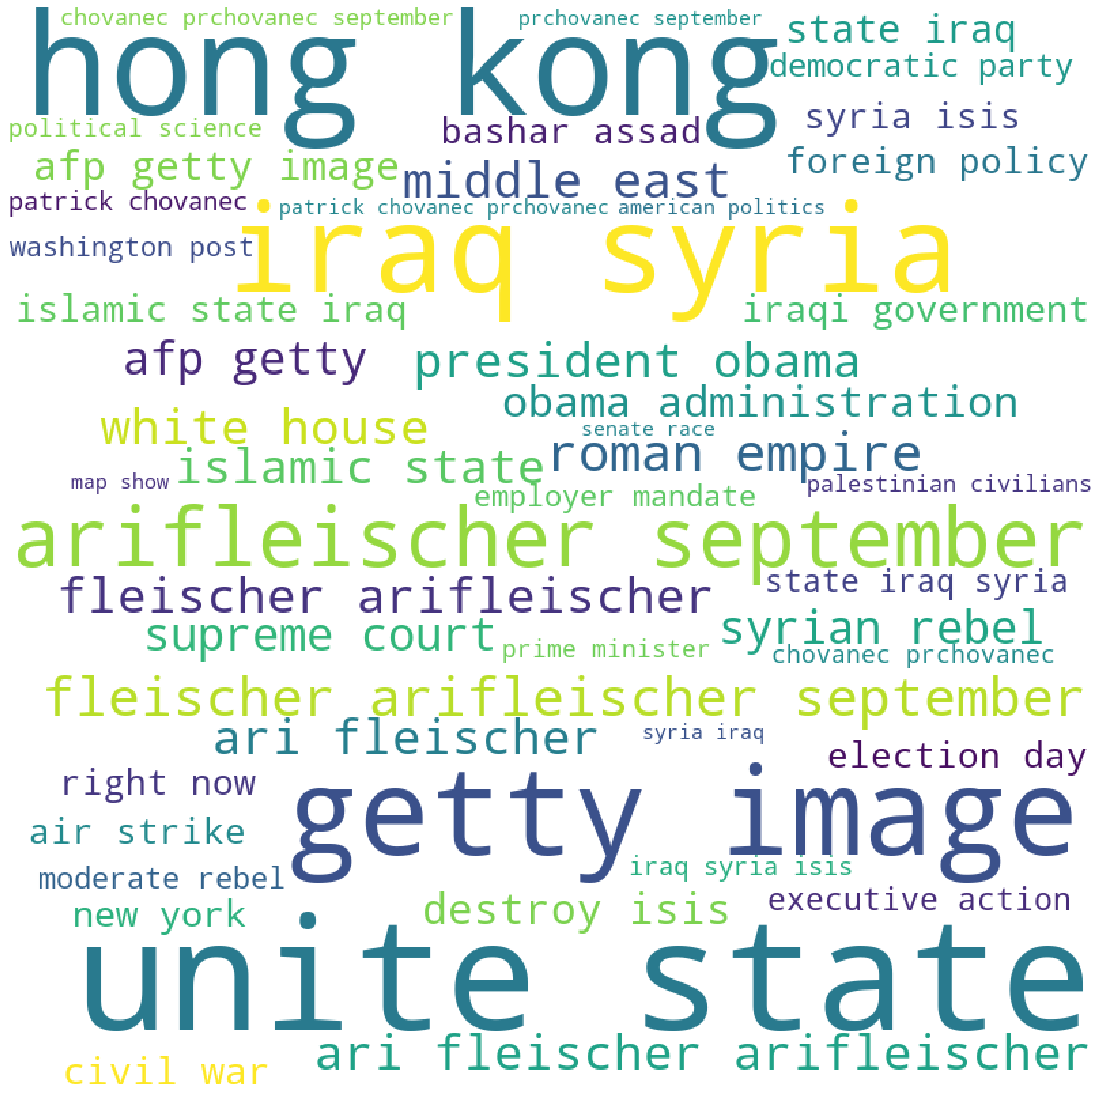 chovanec prchovanec september
prchovanec september
hong kong
state iraq
democratic party
political science
bashar assad
syria isis
afp getty image
middle east
foreign policy
patrick chovanec
patrick chovanec prchovanec
american politics
washington post
iraq syria
islamic state iraq
iraqi government
afp getty
president obama
obama administration
white house
senate race
roman empire
islamic state
map show
employer mandate
palestinian civilians
arifleischer september
fleischer arifleischer
state iraq syria
supreme court
syrian rebel
prime minister
chovanec prchovanec
fleischer arifleischer september
ari fleischer
syria iraq
election day
right now
getty image
air strike
iraq syria isis
moderate rebel
executive action
new york
destroy isis
unite state
ari fleischer arifleischer
civil war